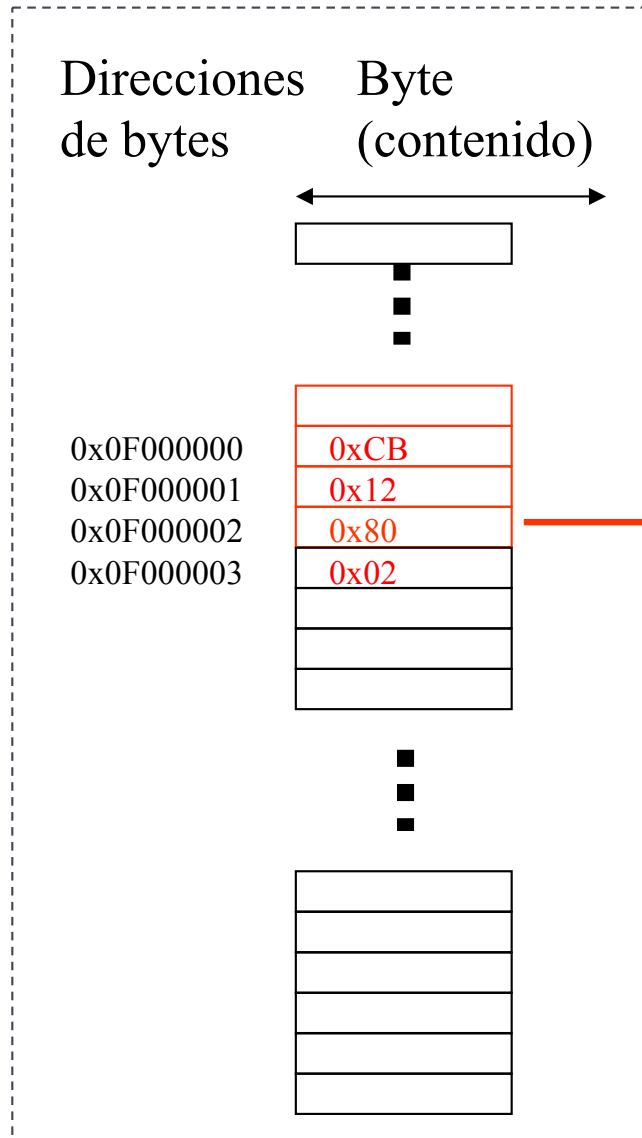 Direcciones Byte
de bytes (contenido)
0x0F000000 0xCB
0x0F000001 0x12
0x0F000002 0x80
0x0F000003 0x02